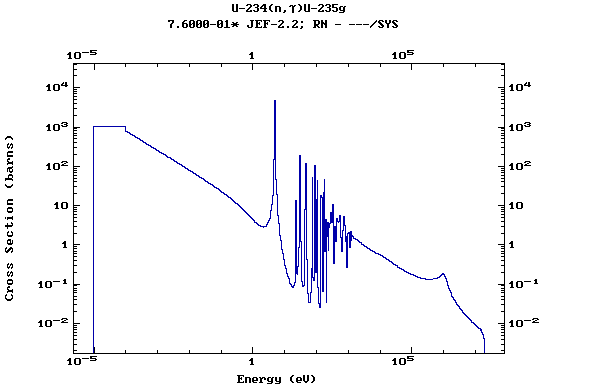 U-234(n,γ)U-235g
7.6000-01* JEF-2.2; RN - ---/SYS
10⁻⁵ 1 10⁵
10⁴ 10⁴
10³ 10³
10² 10²
10 10
1 1
10⁻¹ 10⁻¹
10⁻² 10⁻²
10⁻⁵ 1 10⁵
Cross Section (barns)
Energy (eV)